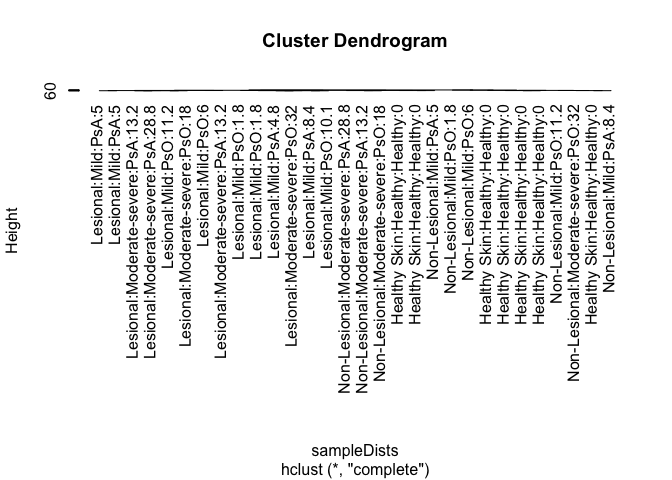 Cluster Dendrogram
60
Height
Lesional:Mild:PsA:5
Lesional:Mild:PsA:5
Lesional:Moderate-severe:PsA:13.2
Lesional:Moderate-severe:PsA:28.8
Lesional:Mild:PsO:11.2
Lesional:Moderate-severe:PsO:18
Lesional:Mild:PsO:6
Lesional:Moderate-severe:PsA:13.2
Lesional:Mild:PsO:1.8
Lesional:Mild:PsO:1.8
Lesional:Mild:PsA:4.8
Lesional:Moderate-severe:PsO:32
Lesional:Mild:PsA:8.4
Lesional:Mild:PsO:10.1
Non-Lesional:Moderate-severe:PsA:28.8
Non-Lesional:Moderate-severe:PsA:13.2
Non-Lesional:Moderate-severe:PsO:18
Healthy Skin:Healthy:Healthy:0
Healthy Skin:Healthy:Healthy:0
Non-Lesional:Mild:PsA:5
Non-Lesional:Mild:PsO:1.8
Non-Lesional:Mild:PsO:6
Healthy Skin:Healthy:Healthy:0
Healthy Skin:Healthy:Healthy:0
Healthy Skin:Healthy:Healthy:0
Healthy Skin:Healthy:Healthy:0
Non-Lesional:Mild:PsO:11.2
Non-Lesional:Moderate-severe:PsO:32
Healthy Skin:Healthy:Healthy:0
Non-Lesional:Mild:PsA:8.4
sampleDists
hclust (*, "complete")